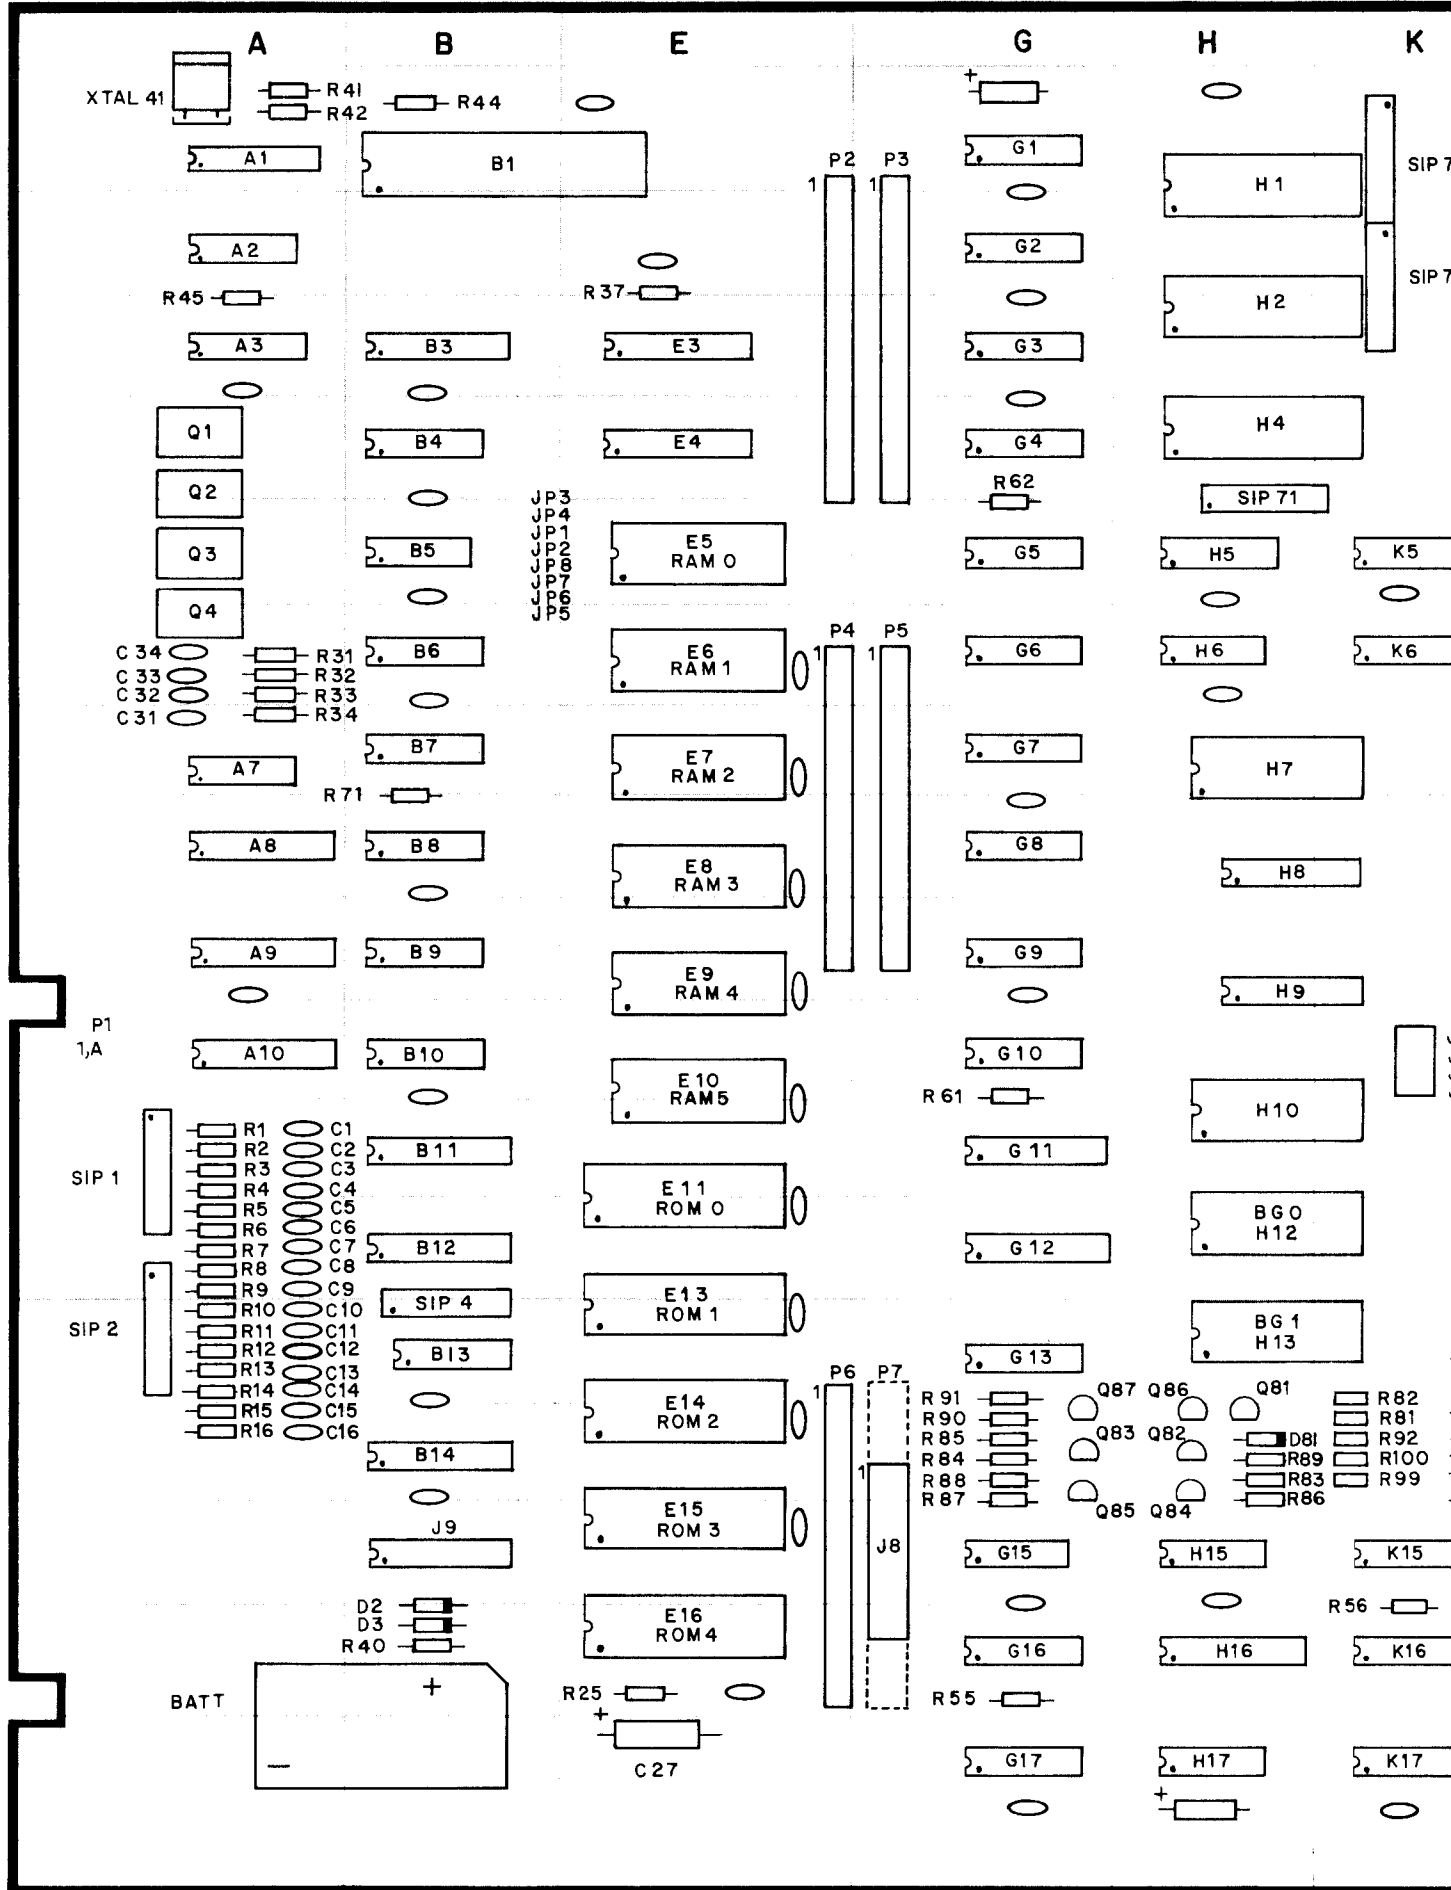 A B E G H K
XTAL 41
R41
R42
R44
+
A1
B1
P2 P3
1 1
G1
H1
SIP 7
A2
G2
R45
R37
H2
SIP 7
A3
B3
E3
G3
Q1
B4
E4
G4
H4
Q2
JP3
JP4
JP1
JP2
JP8
JP7
JP6
JP5
R62
SIP 71
Q3
B5
E5
RAM 0
G5
H5
K5
Q4
C34
C33
C32
C31
R31
R32
R33
R34
B6
E6
RAM 1
P4 P5
1 1
G6
H6
K6
A7
B7
E7
RAM 2
G7
H7
R71
A8
B8
E8
RAM 3
G8
H8
A9
B9
E9
RAM 4
G9
H9
P1
1,A
A10
B10
E10
RAM5
G10
R61
H10
SIP 1
R1 C1
R2 C2
R3 C3
R4 C4
R5 C5
R6 C6
R7 C7
R8 C8
R9 C9
R10 C10
R11 C11
R12 C12
R13 C13
R14 C14
R15 C15
R16 C16
SIP 2
B11
E11
ROM 0
G11
BG0
H12
B12
G12
SIP 4
E13
ROM 1
BG1
H13
B13
G13
P6 P7
1
E14
ROM 2
R91
R90
R85
R84
R88
R87
Q87 Q86 Q81
Q83 Q82
Q85 Q84
D81
R89
R83
R86
R82
R81
R92
R100
R99
B14
J9
E15
ROM 3
1
J8
G15
H15
K15
D2
D3
R40
E16
ROM4
R56
G16
H16
K16
BATT
+
−
R25
+
C27
R55
G17
H17
K17
+